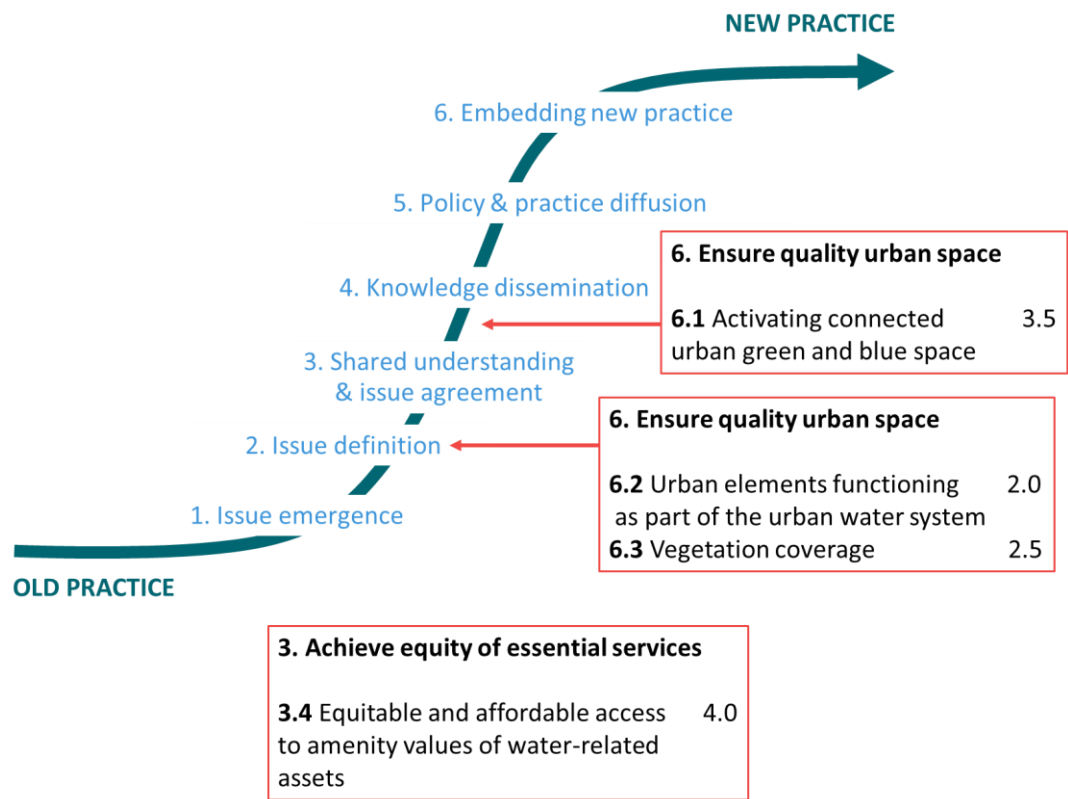 NEW PRACTICE
6. Embedding new practice
5. Policy & practice diffusion
4. Knowledge dissemination
3. Shared understanding
& issue agreement
2. Issue definition
1. Issue emergence
OLD PRACTICE
6. Ensure quality urban space
6.1 Activating connected 3.5
urban green and blue space
6. Ensure quality urban space
6.2 Urban elements functioning 2.0
as part of the urban water system
6.3 Vegetation coverage 2.5
3. Achieve equity of essential services
3.4 Equitable and affordable access 4.0
to amenity values of water-related
assets